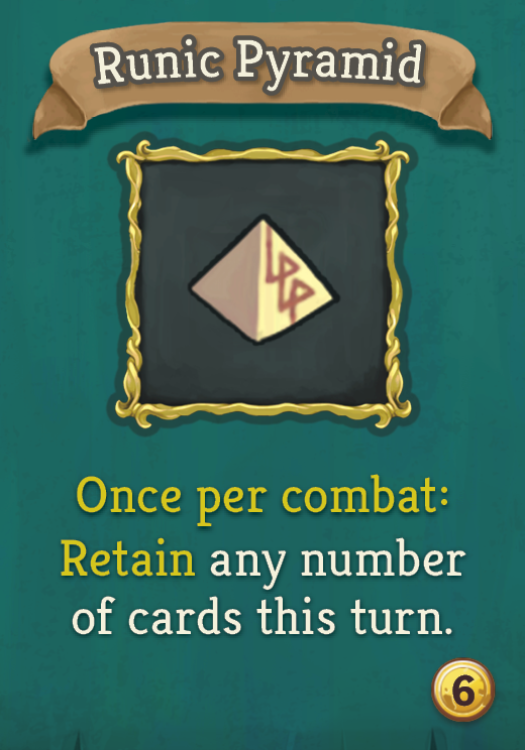 Runic Pyramid
Once per combat:
Retain any number
of cards this turn.
6